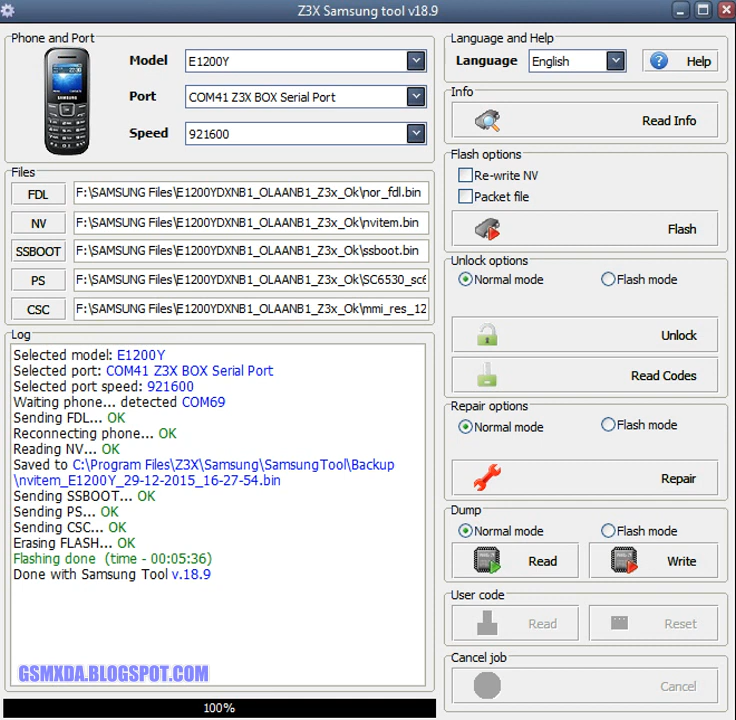 Z3X Samsung tool v18.9
Phone and Port
SAMSUNG
Model
E1200Y
Port
COM41 Z3X BOX Serial Port
Speed
921600
Files
FDL
F:\SAMSUNG Files\E1200YDXNB1_OLAANB1_Z3x_Ok\nor_fdl.bin
NV
F:\SAMSUNG Files\E1200YDXNB1_OLAANB1_Z3x_Ok\nvitem.bin
SSBOOT
F:\SAMSUNG Files\E1200YDXNB1_OLAANB1_Z3x_Ok\ssboot.bin
PS
F:\SAMSUNG Files\E1200YDXNB1_OLAANB1_Z3x_Ok\SC6530_sc6
CSC
F:\SAMSUNG Files\E1200YDXNB1_OLAANB1_Z3x_Ok\mmi_res_12
Log
Selected model: E1200Y
Selected port: COM41 Z3X BOX Serial Port
Selected port speed: 921600
Waiting phone... detected COM69
Sending FDL... OK
Reconnecting phone... OK
Reading NV... OK
Saved to C:\Program Files\Z3X\Samsung\SamsungTool\Backup
\nvitem_E1200Y_29-12-2015_16-27-54.bin
Sending SSBOOT... OK
Sending PS... OK
Sending CSC... OK
Erasing FLASH... OK
Flashing done (time - 00:05:36)
Done with Samsung Tool v.18.9
GSMXDA.BLOGSPOT.COM
100%
Language and Help
Language
English
Help
Info
Read Info
Flash options
Re-write NV
Packet file
Flash
Unlock options
Normal mode
Flash mode
Unlock
Read Codes
Repair options
Normal mode
Flash mode
Repair
Dump
Normal mode
Flash mode
Read
Write
User code
Read
Reset
Cancel job
Cancel